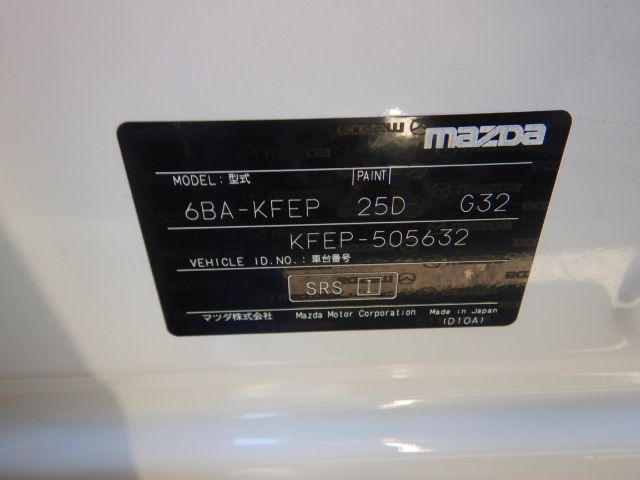 mazda
MODEL: 型式 PAINT
6BA-KFEP 25D G32
KFEP-505632
VEHICLE ID.NO.: 車台番号
SRS I
マツダ株式会社 Mazda Motor Corporation Made in Japan
(D10A)